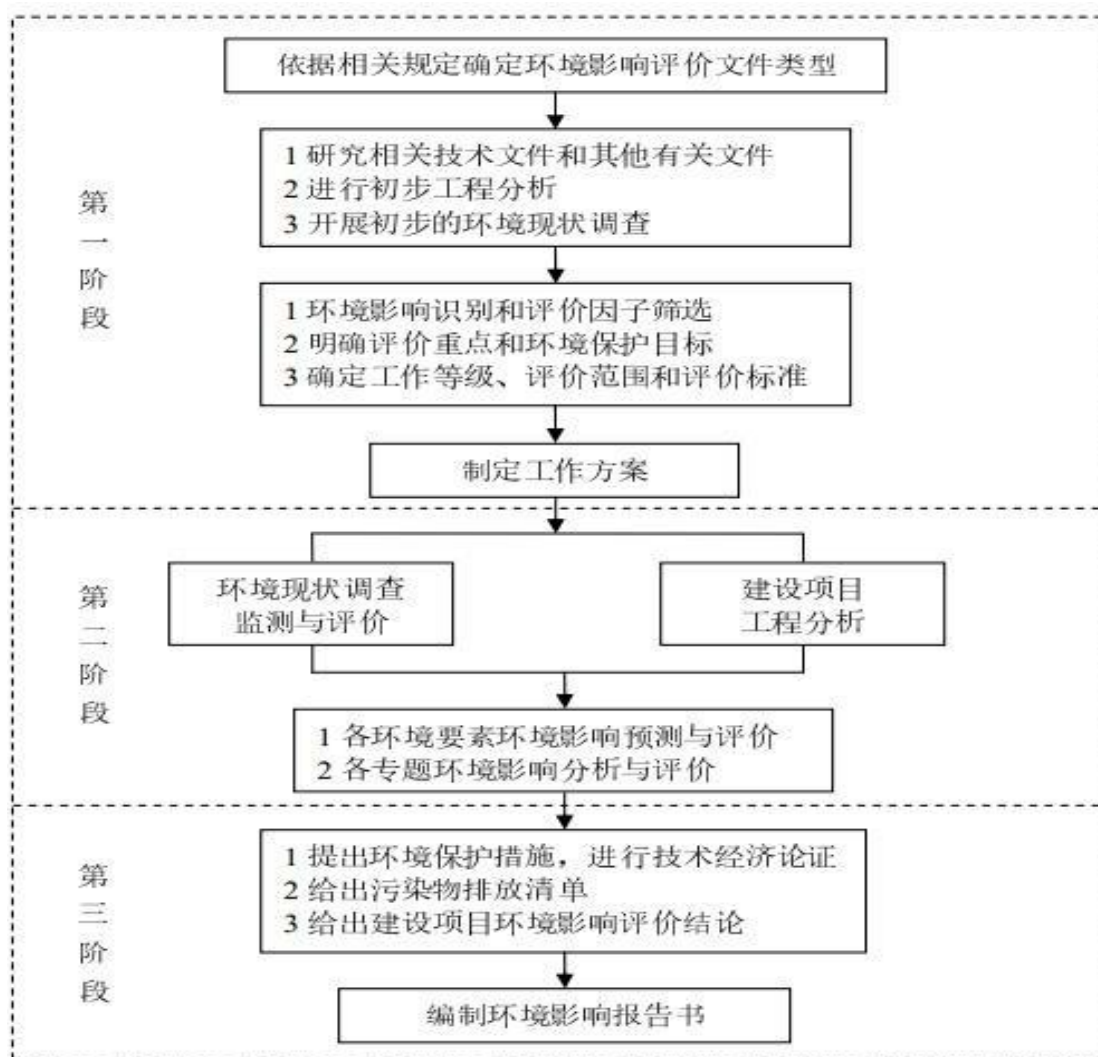 依据相关规定确定环境影响评价文件类型
1 研究相关技术文件和其他有关文件
2 进行初步工程分析
3 开展初步的环境现状调查
第一阶段
1 环境影响识别和评价因子筛选
2 明确评价重点和环境保护目标
3 确定工作等级、评价范围和评价标准
制定工作方案
第二阶段
环境现状调查
监测与评价
建设项目
工程分析
1 各环境要素环境影响预测与评价
2 各专题环境影响分析与评价
第三阶段
1 提出环境保护措施，进行技术经济论证
2 给出污染物排放清单
3 给出建设项目环境影响评价结论
编制环境影响报告书